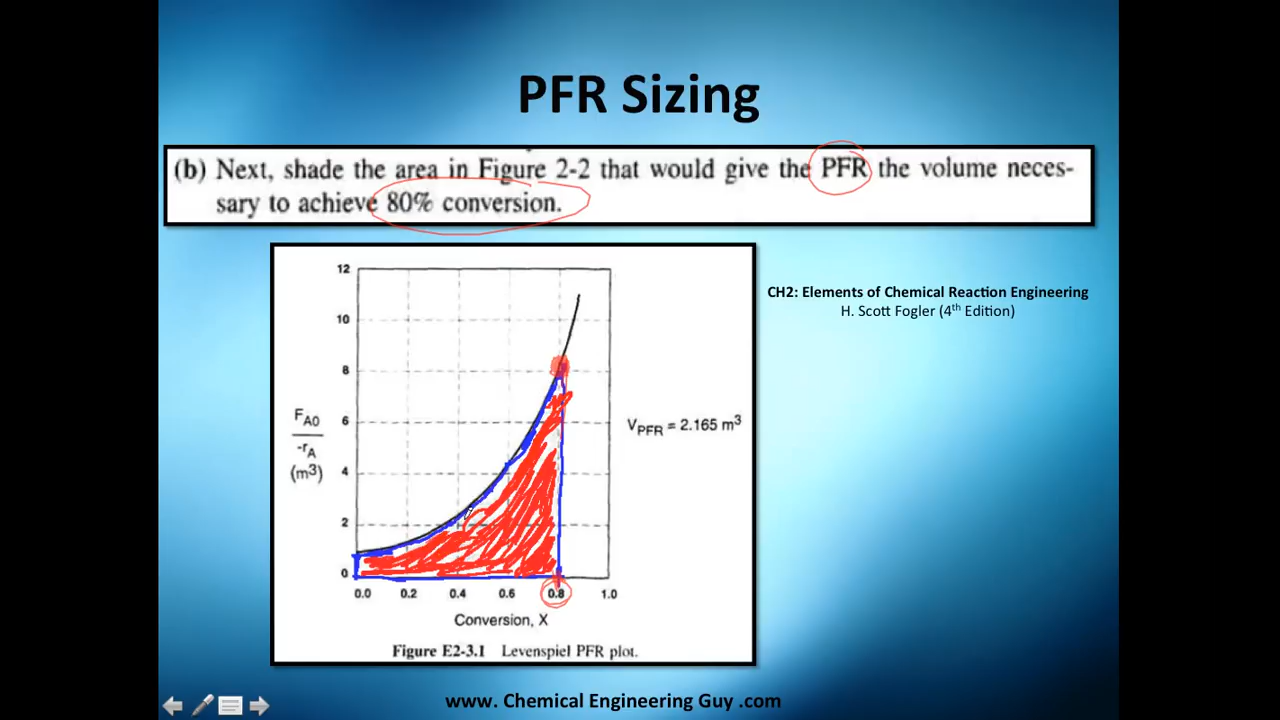 PFR Sizing
(b) Next, shade the area in Figure 2-2 that would give the PFR the volume neces-
sary to achieve 80% conversion.
CH2: Elements of Chemical Reaction Engineering
H. Scott Fogler (4th Edition)
12
10
8
6
4
2
0
FA0
-rA
(m3)
VPFR = 2.165 m3
0.0 0.2 0.4 0.6 0.8 1.0
Conversion, X
Figure E2-3.1 Levenspiel PFR plot.
www. Chemical Engineering Guy .com